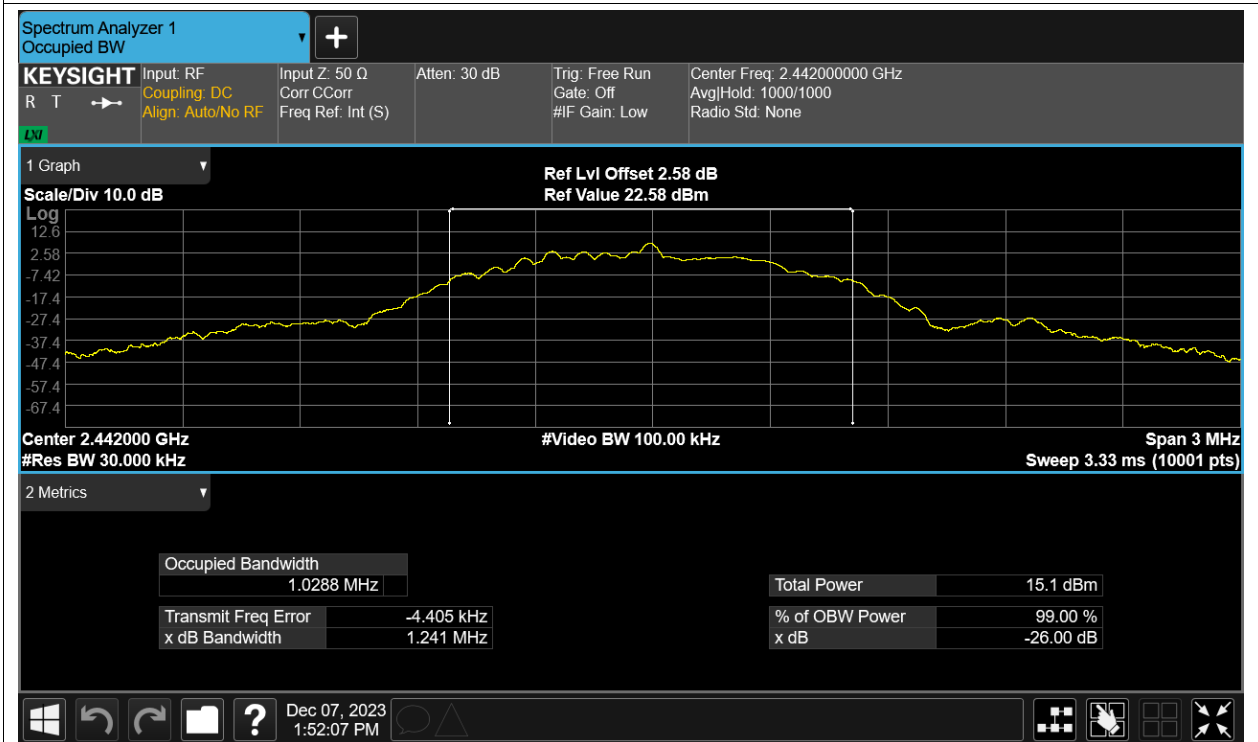 Spectrum Analyzer 1
Occupied BW
KEYSIGHT
R T
LXI
Input: RF
Coupling: DC
Align: Auto/No RF
Input Z: 50 Ω
Corr CCorr
Freq Ref: Int (S)
Atten: 30 dB
Trig: Free Run
Gate: Off
#IF Gain: Low
Center Freq: 2.442000000 GHz
Avg|Hold: 1000/1000
Radio Std: None
1 Graph
Scale/Div 10.0 dB
Ref Lvl Offset 2.58 dB
Ref Value 22.58 dBm
Log
12.6
2.58
-7.42
-17.4
-27.4
-37.4
-47.4
-57.4
-67.4
Center 2.442000 GHz
#Video BW 100.00 kHz
Span 3 MHz
#Res BW 30.000 kHz
Sweep 3.33 ms (10001 pts)
2 Metrics
Occupied Bandwidth
1.0288 MHz
Total Power 15.1 dBm
Transmit Freq Error -4.405 kHz
% of OBW Power 99.00 %
x dB Bandwidth 1.241 MHz
x dB -26.00 dB
?
Dec 07, 2023
1:52:07 PM